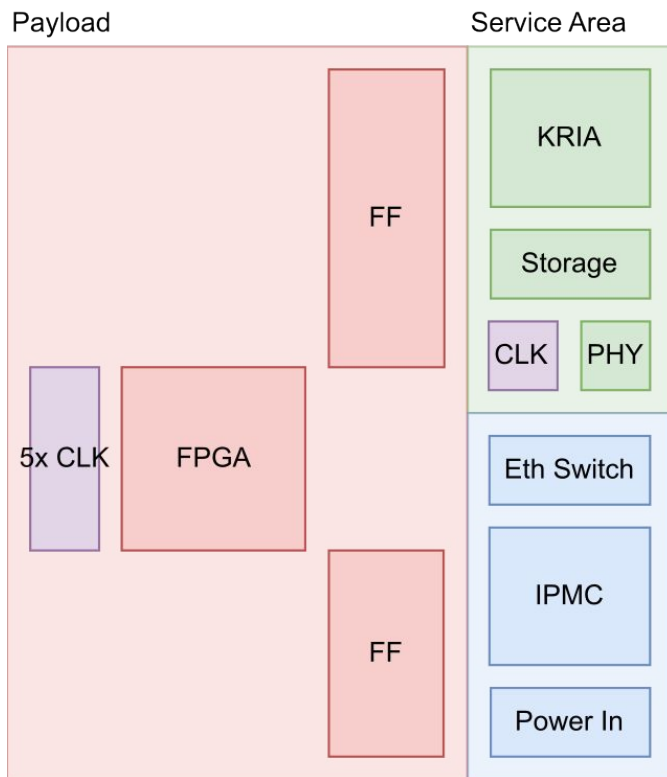 Payload
Service Area
FF
KRIA
Storage
CLK
PHY
5x CLK
FPGA
Eth Switch
IPMC
FF
Power In